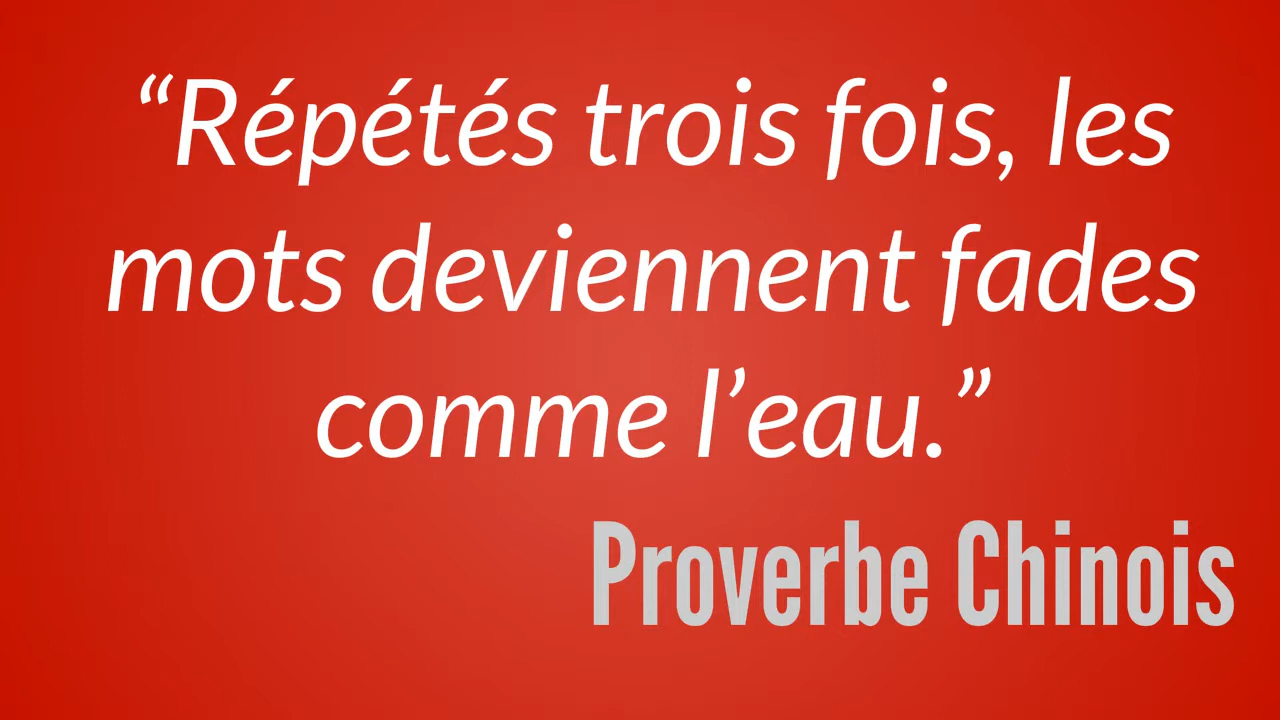 “Répétés trois fois, les
mots deviennent fades
comme l’eau.”
Proverbe Chinois